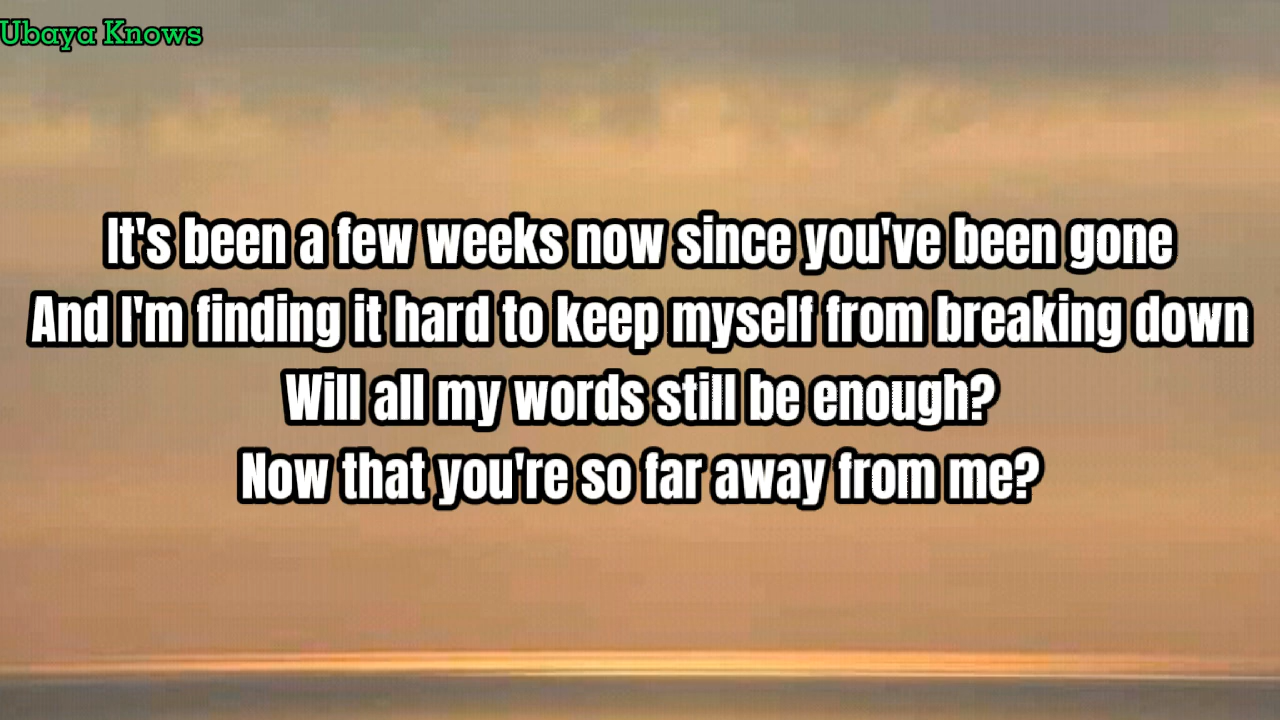 Ubaya Knows
It's been a few weeks now since you've been gone
And I'm finding it hard to keep myself from breaking down
Will all my words still be enough?
Now that you're so far away from me?